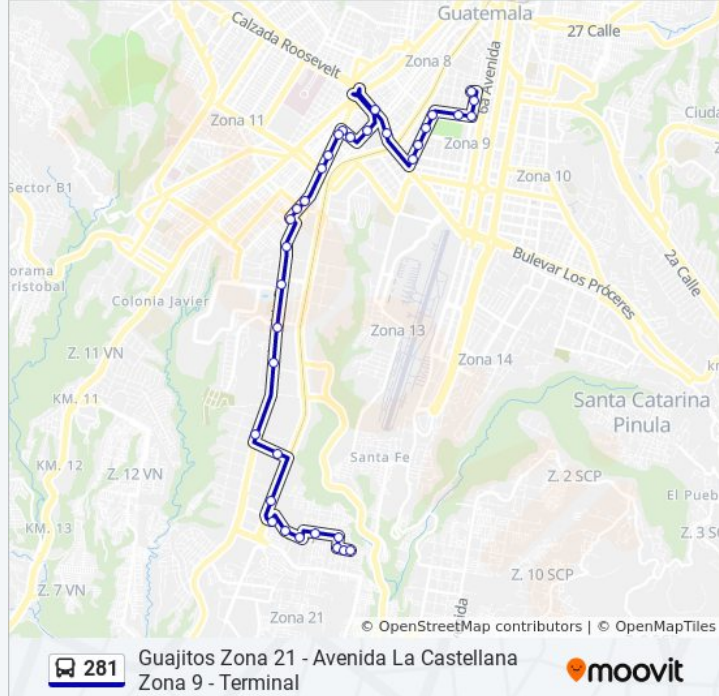 Guatemala
27 Calle
Calzada Roosevelt
Zona 8
6a Avenida
Zona 11
Ciuda
Zona 9
Sector B1
Zona 10
2a Calle
orama
ristobal
Bulevar Los Próceres
Colonia Javier
Zona 13
Z. 11 VN
Zona 14
km
KM. 11
Santa Catarina
Pinula
Santa Fe
KM. 12
Z. 12 VN
Z. 2 SCP
El Pueb
KM. 13
Z. 3 SC
Z. 7 VN
Z. 10 SCP
Zona 21
nida
© OpenStreetMap contributors | © OpenMapTiles
281
Guajitos Zona 21 - Avenida La Castellana
Zona 9 - Terminal
moovit